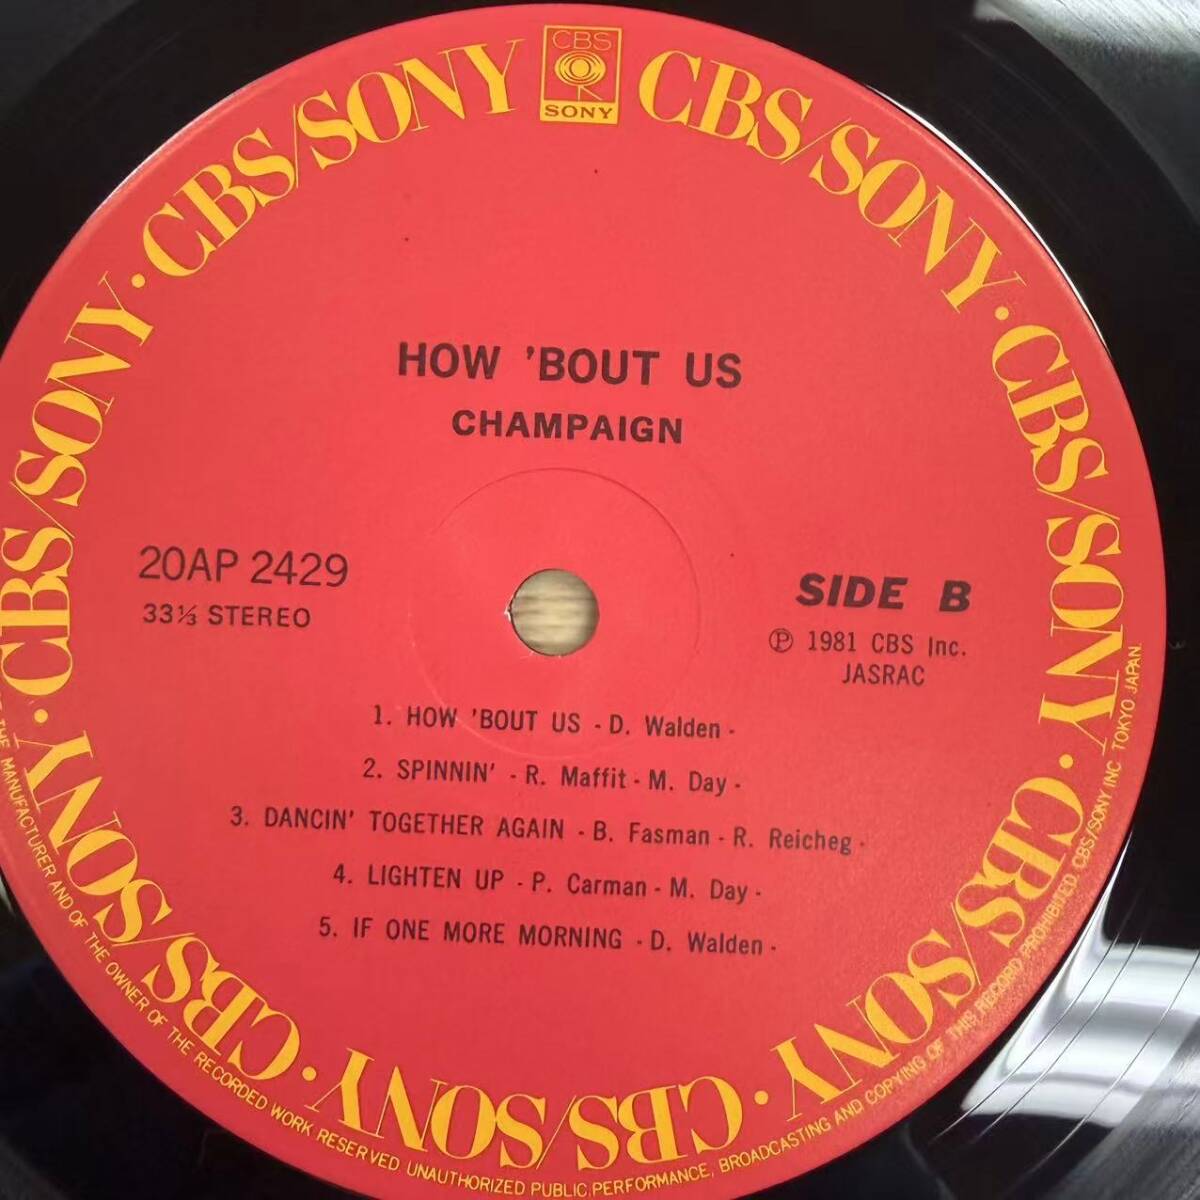 CBS
SONY
CBS/SONY · CBS/SONY · CBS/SONY · CBS/SONY · CBS/SONY · CBS/SONY · CBS/SONY · CBS/SONY · CBS/SONY
HOW 'BOUT US
CHAMPAIGN
20AP 2429
33⅓ STEREO
SIDE B
Ⓟ 1981 CBS Inc.
JASRAC
1. HOW 'BOUT US - D. Walden -
2. SPINNIN' - R. Maffit - M. Day -
3. DANCIN' TOGETHER AGAIN - B. Fasman - R. Reicheg -
4. LIGHTEN UP - P. Carman - M. Day -
5. IF ONE MORE MORNING - D. Walden -
THE MANUFACTURER AND OF THE OWNER OF THE RECORDED WORK RESERVED UNAUTHORIZED PUBLIC, PERFORMANCE, BROADCASTING AND COPYING OF THIS RECORD PROHIBITED. CBS/SONY INC. TOKYO JAPAN.